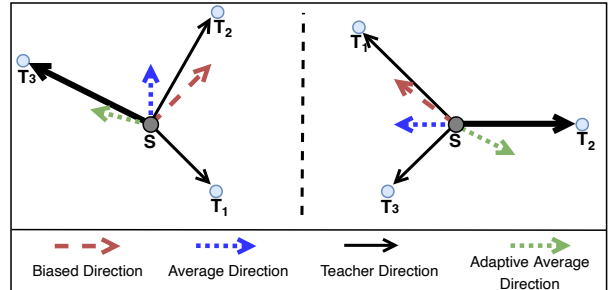 T2
T3
S
T1
T1
S
T2
T3
Biased Direction
Average Direction
Teacher Direction
Adaptive Average
Direction